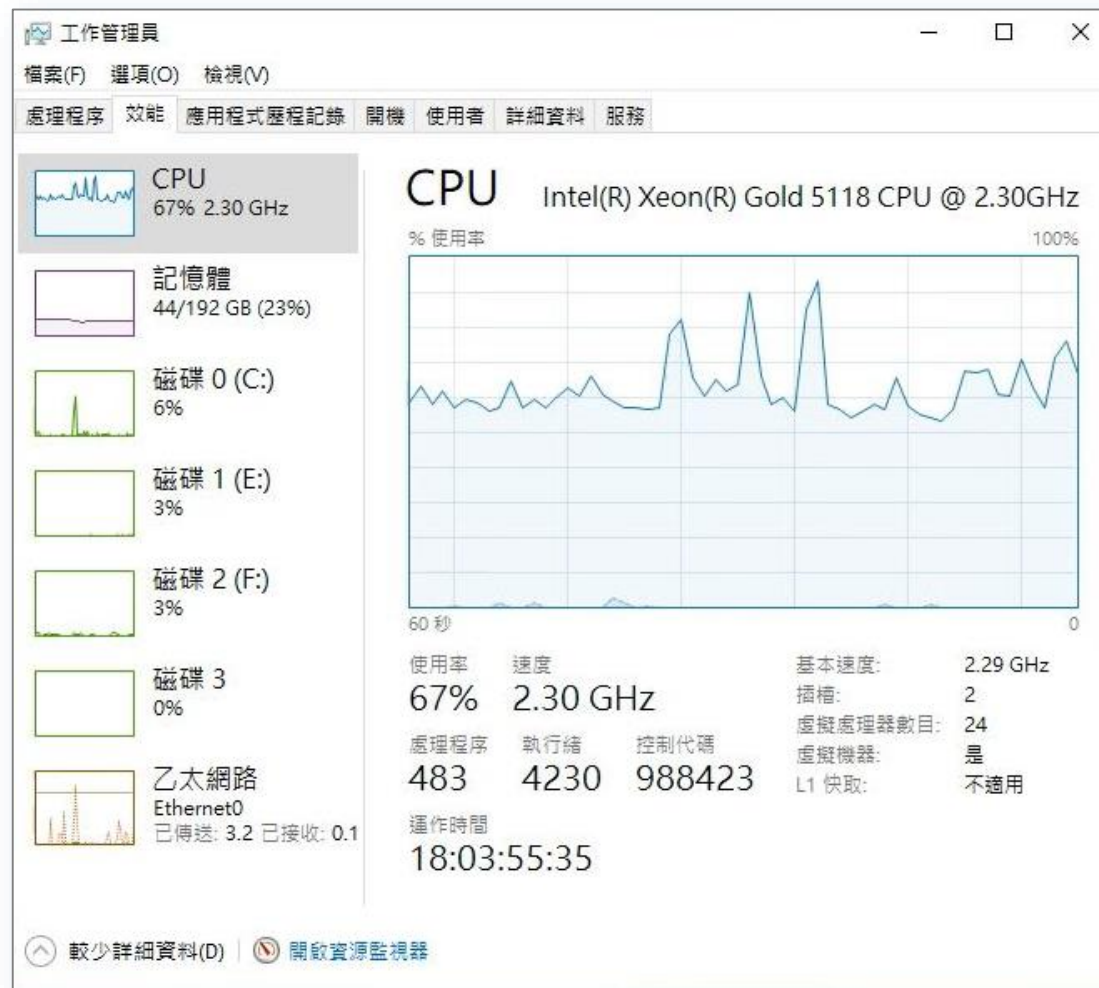 工作管理員
檔案(F) 選項(O) 檢視(V)
處理程序 效能 應用程式歷程記錄 開機 使用者 詳細資料 服務
CPU
67% 2.30 GHz
記憶體
44/192 GB (23%)
磁碟 0 (C:)
6%
磁碟 1 (E:)
3%
磁碟 2 (F:)
3%
磁碟 3
0%
乙太網路
Ethernet0
已傳送: 3.2 已接收: 0.1
CPU Intel(R) Xeon(R) Gold 5118 CPU @ 2.30GHz
% 使用率 100%
60 秒 0
使用率 速度
67% 2.30 GHz
處理程序 執行緒 控制代碼
483 4230 988423
運作時間
18:03:55:35
基本速度: 2.29 GHz
插槽: 2
虛擬處理器數目: 24
虛擬機器: 是
L1 快取: 不適用
較少詳細資料(D) 開啟資源監視器